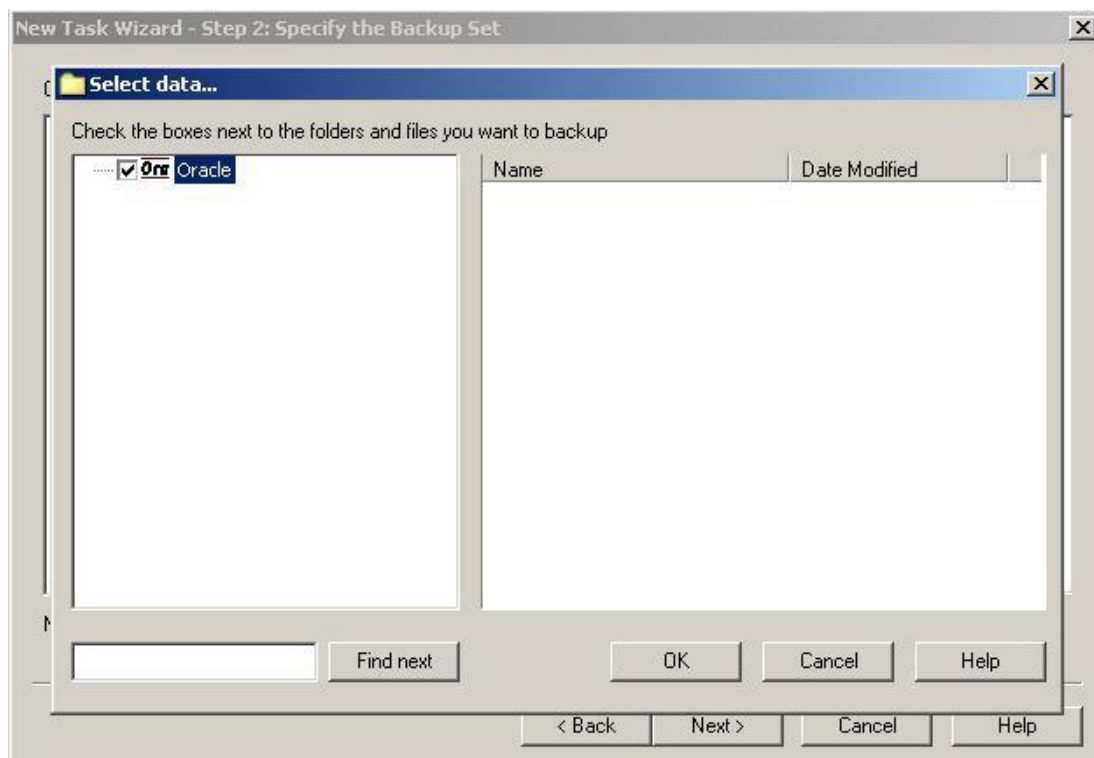 New Task Wizard - Step 2: Specify the Backup Set
Select data...
Check the boxes next to the folders and files you want to backup
Ora Oracle
Name Date Modified
Find next OK Cancel Help
< Back Next > Cancel Help